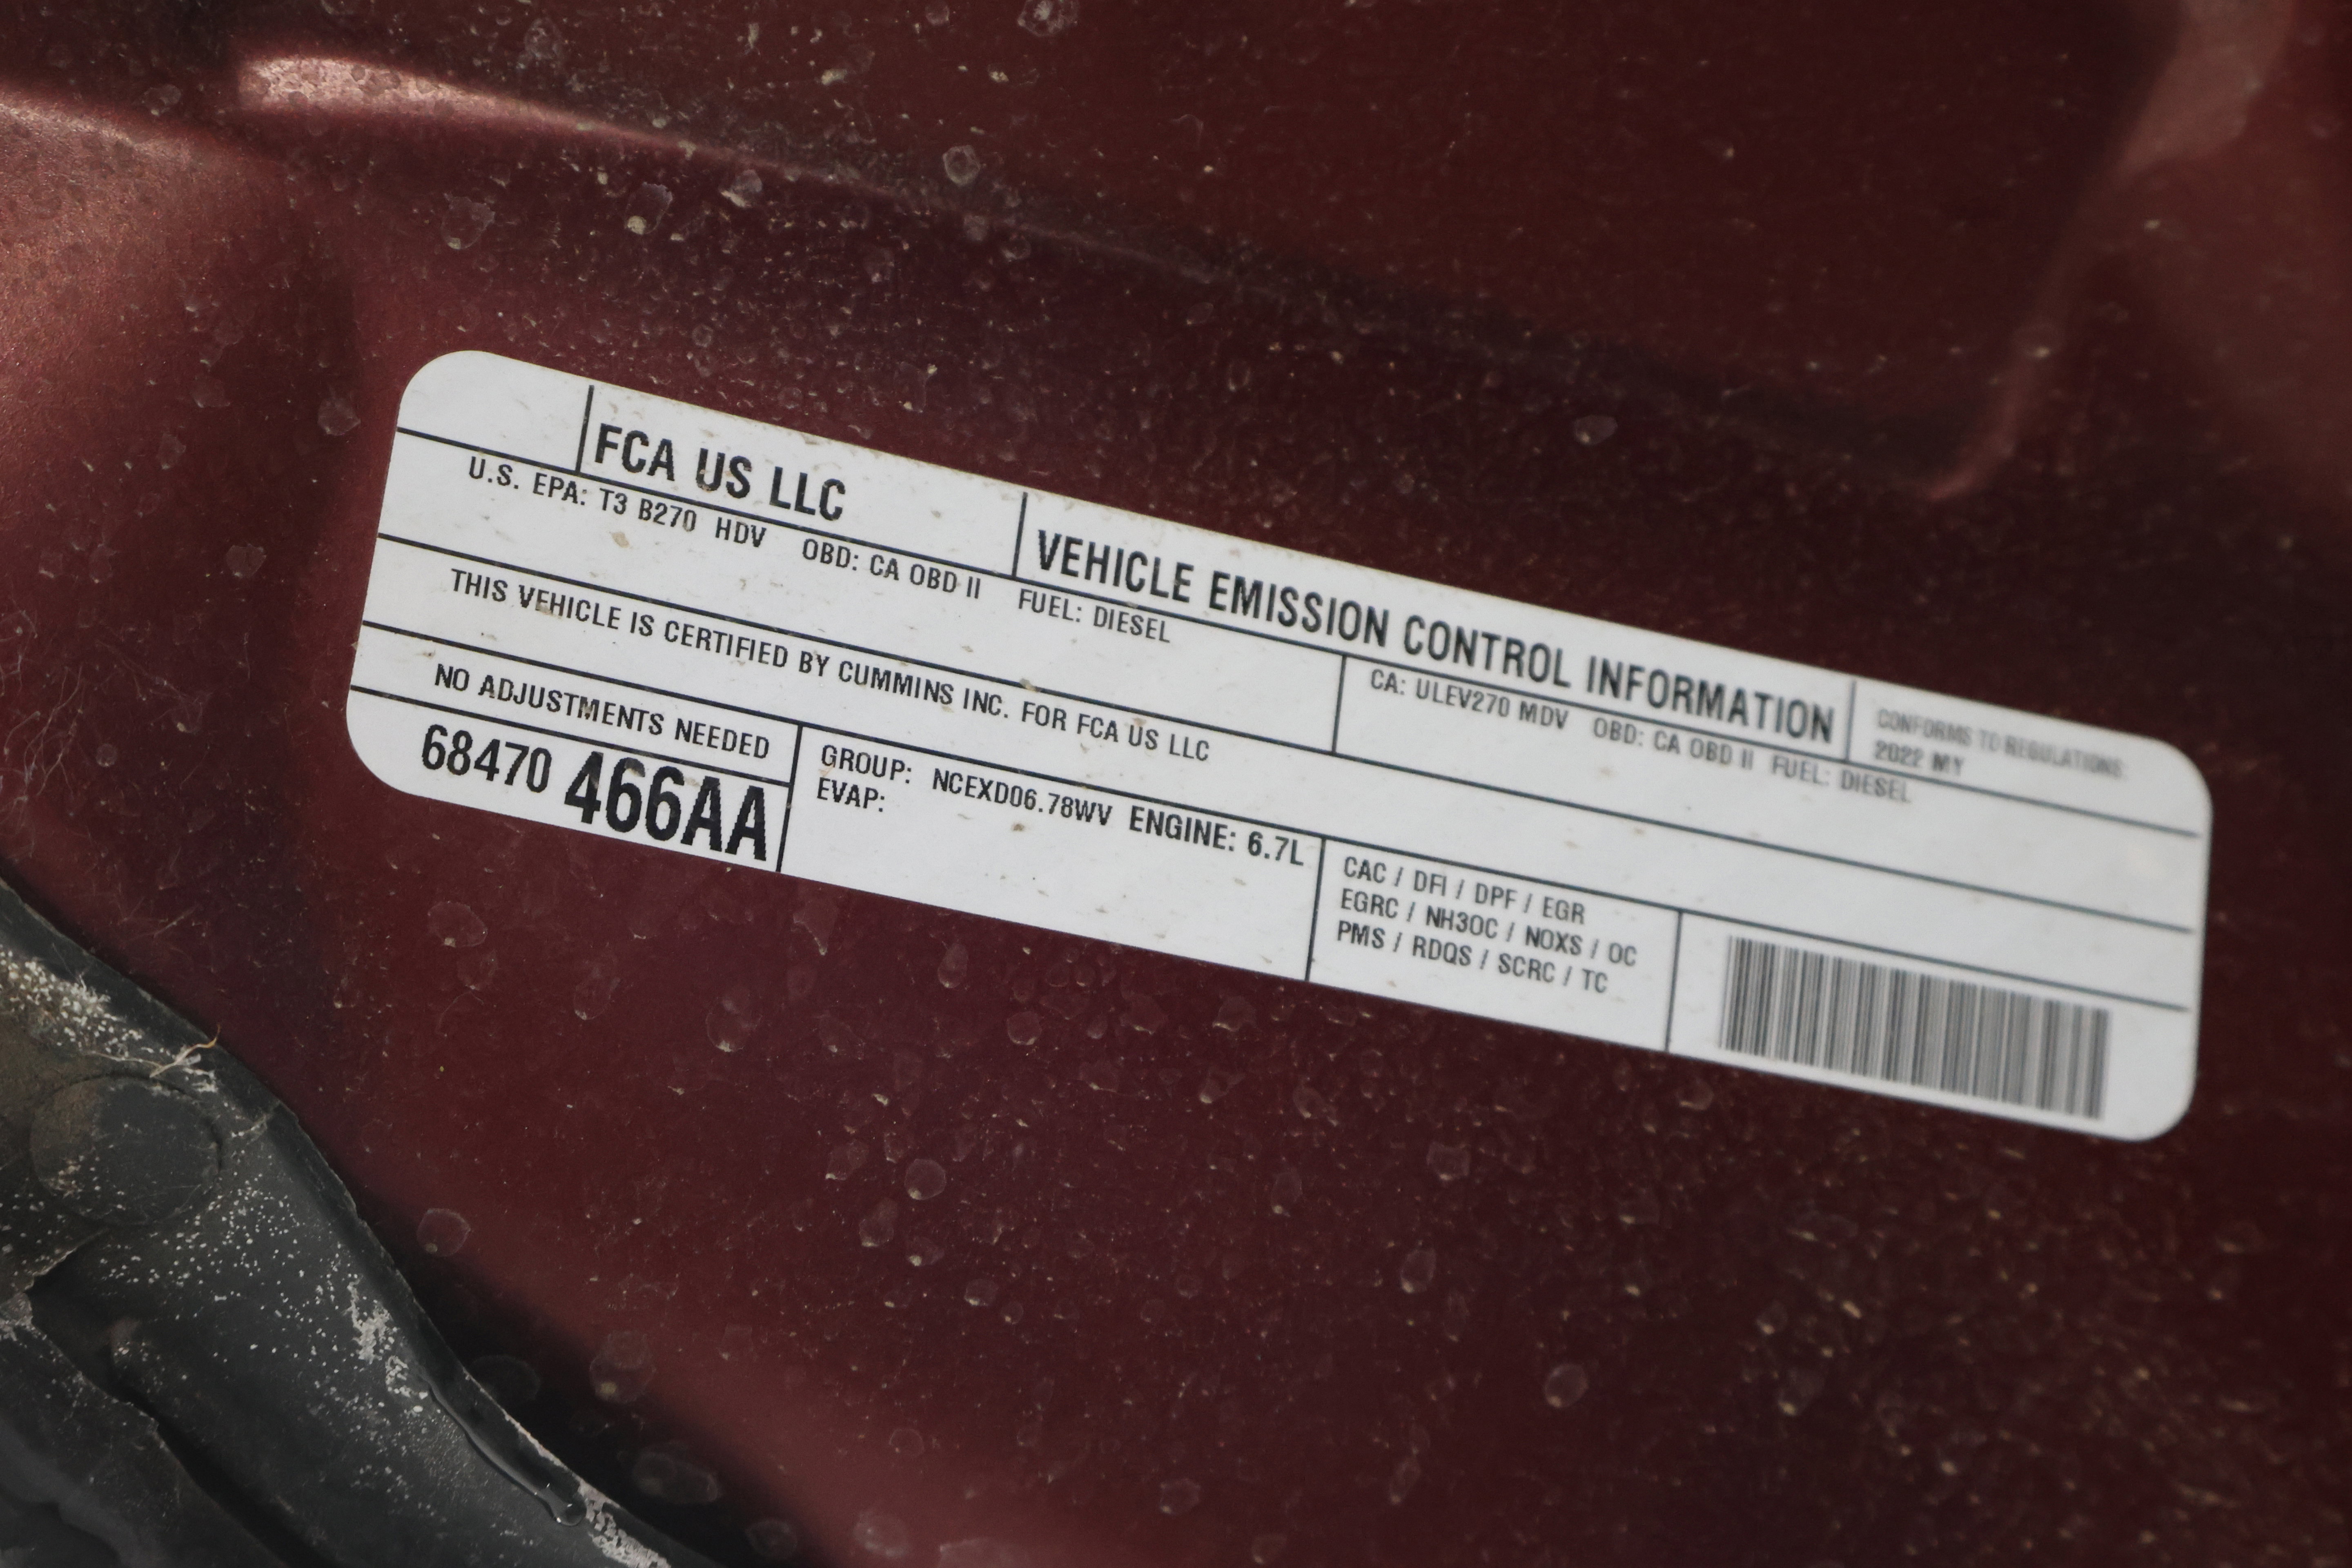 FCA US LLC
VEHICLE EMISSION CONTROL INFORMATION
CONFORMS TO REGULATIONS:
2022 MY
U.S. EPA: T3 B270 HDV OBD: CA OBD II FUEL: DIESEL
CA: ULEV270 MDV OBD: CA OBD II FUEL: DIESEL
THIS VEHICLE IS CERTIFIED BY CUMMINS INC. FOR FCA US LLC
NO ADJUSTMENTS NEEDED
68470 466AA
GROUP: NCEXD06.78WV ENGINE: 6.7L
EVAP:
CAC / DFI / DPF / EGR
EGRC / NH3OC / NOXS / OC
PMS / RDQS / SCRC / TC